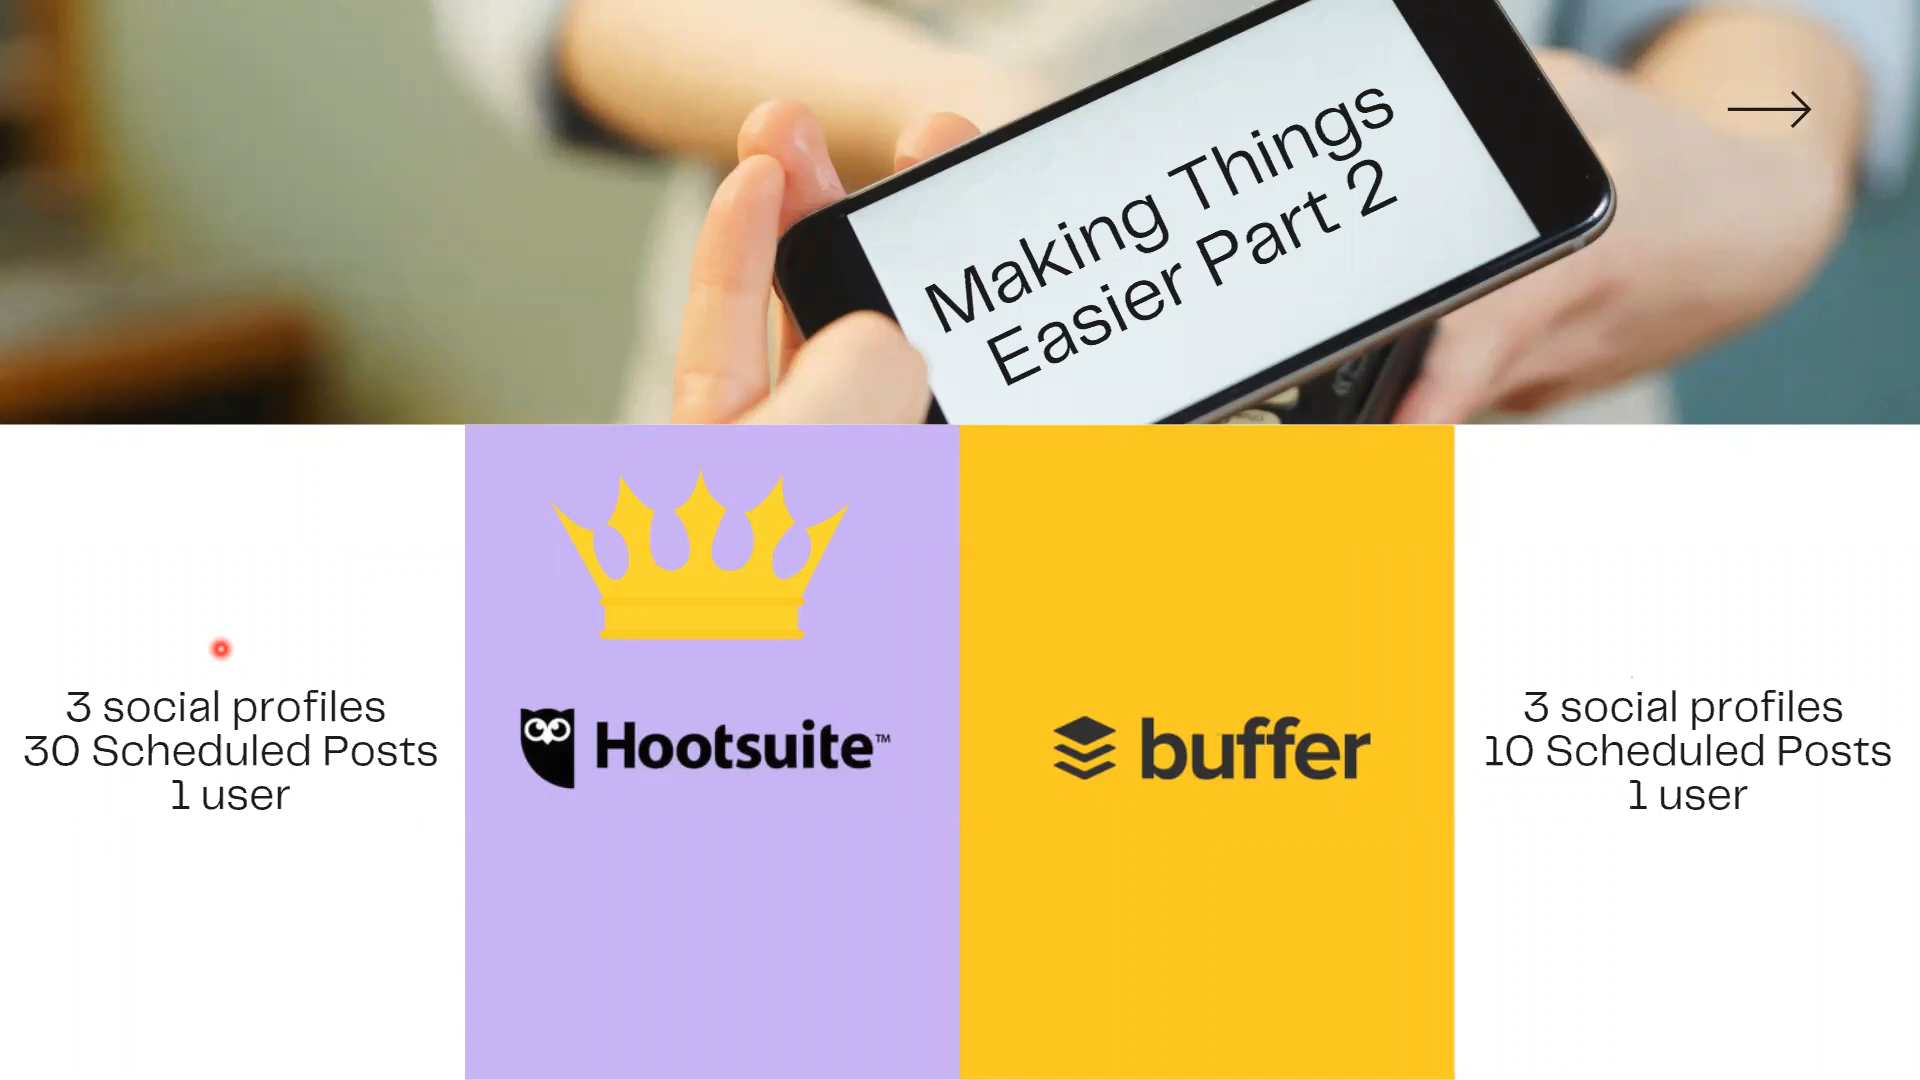 Making Things
Easier Part 2
3 social profiles
30 Scheduled Posts
1 user
Hootsuite™
buffer
3 social profiles
10 Scheduled Posts
1 user